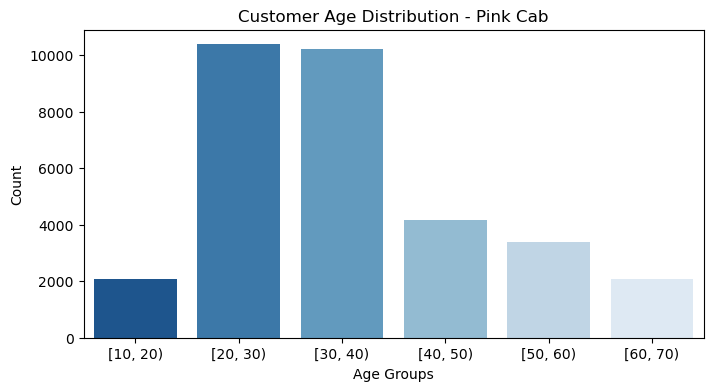 Customer Age Distribution - Pink Cab
Count
10000
8000
6000
4000
2000
0
[10, 20) [20, 30) [30, 40) [40, 50) [50, 60) [60, 70)
Age Groups